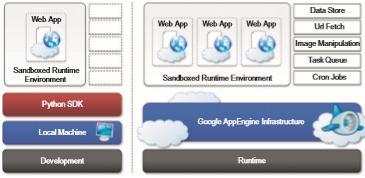 Web App
Sandboxed Runtime
Environment
Python SDK
Local Machine
Development
Web App
Web App
Web App
Sandboxed Runtime Environment
Data Store
Url Fetch
Image Manipulation
Task Queue
Cron Jobs
Google AppEngine Infrastructure
Runtime